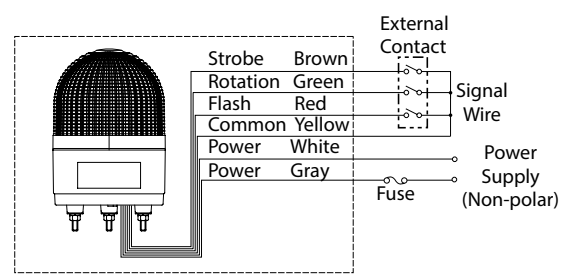 External
Contact
Strobe Brown
Rotation Green
Flash Red
Common Yellow
Power White
Power Gray
Fuse
Signal
Wire
Power
Supply
(Non-polar)